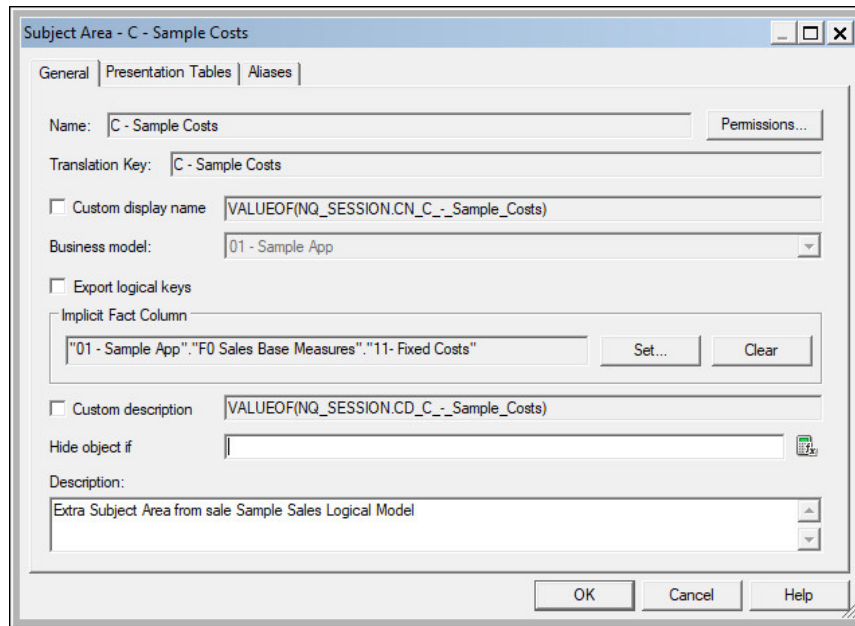 Subject Area - C - Sample Costs
General Presentation Tables Aliases
Name: C - Sample Costs Permissions...
Translation Key: C - Sample Costs
Custom display name VALUEOF(NQ_SESSION.CN_C_-_Sample_Costs)
Business model: 01 - Sample App
Export logical keys
Implicit Fact Column
"01 - Sample App"."F0 Sales Base Measures"."11- Fixed Costs" Set... Clear
Custom description VALUEOF(NQ_SESSION.CD_C_-_Sample_Costs)
Hide object if
Description:
Extra Subject Area from sale Sample Sales Logical Model
OK Cancel Help